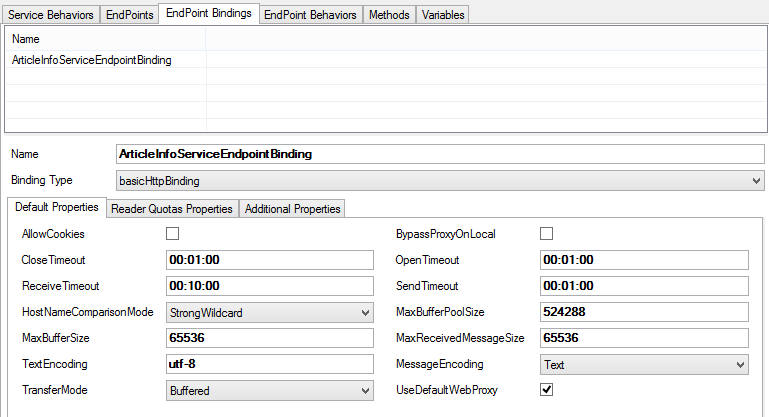 Service Behaviors EndPoints EndPoint Bindings EndPoint Behaviors Methods Variables
Name
ArticleInfoServiceEndpointBinding
Name ArticleInfoServiceEndpointBinding
Binding Type basicHttpBinding
Default Properties Reader Quotas Properties Additional Properties
AllowCookies BypassProxyOnLocal
CloseTimeout 00:01:00 OpenTimeout 00:01:00
ReceiveTimeout 00:10:00 SendTimeout 00:01:00
HostNameComparisonMode StrongWildcard MaxBufferPoolSize 524288
MaxBufferSize 65536 MaxReceivedMessageSize 65536
TextEncoding utf-8 MessageEncoding Text
TransferMode Buffered UseDefaultWebProxy